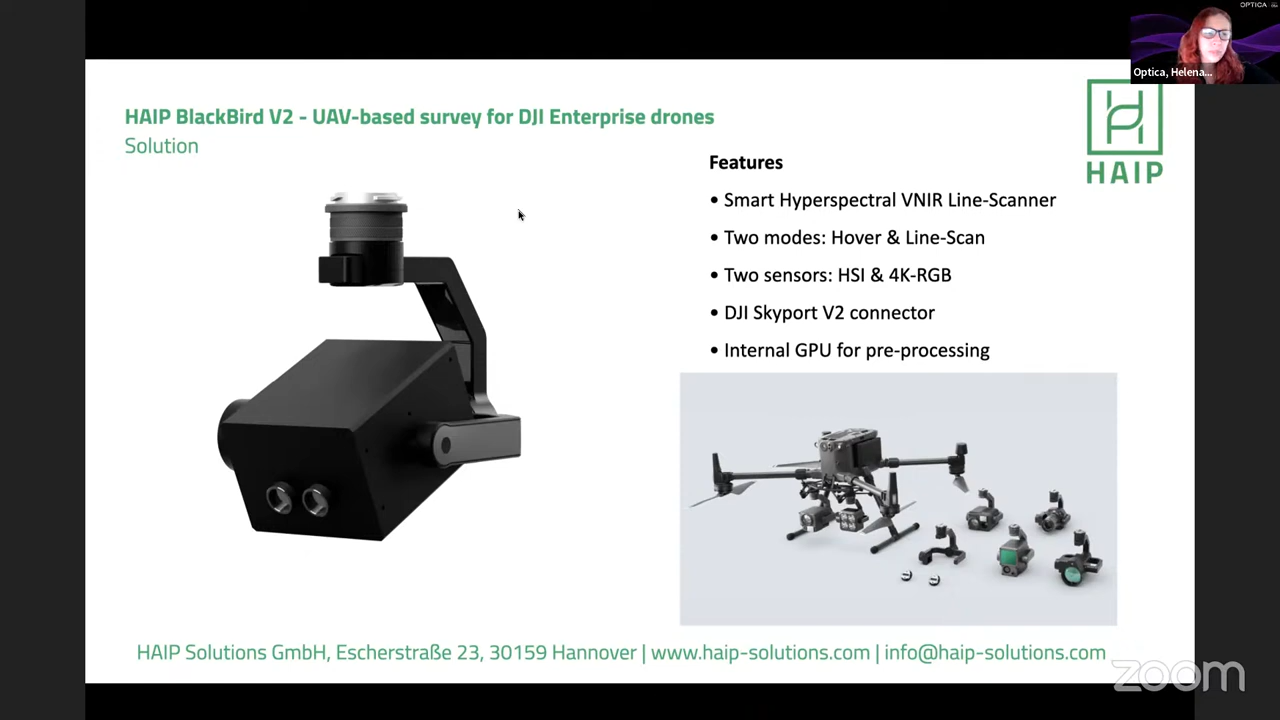 OPTICA
Optica, Helena...
HAIP BlackBird V2 - UAV-based survey for DJI Enterprise drones
Solution
HAIP
Features
• Smart Hyperspectral VNIR Line-Scanner
• Two modes: Hover & Line-Scan
• Two sensors: HSI & 4K-RGB
• DJI Skyport V2 connector
• Internal GPU for pre-processing
HAIP Solutions GmbH, Escherstraße 23, 30159 Hannover | www.haip-solutions.com | info@haip-solutions.com
zoom